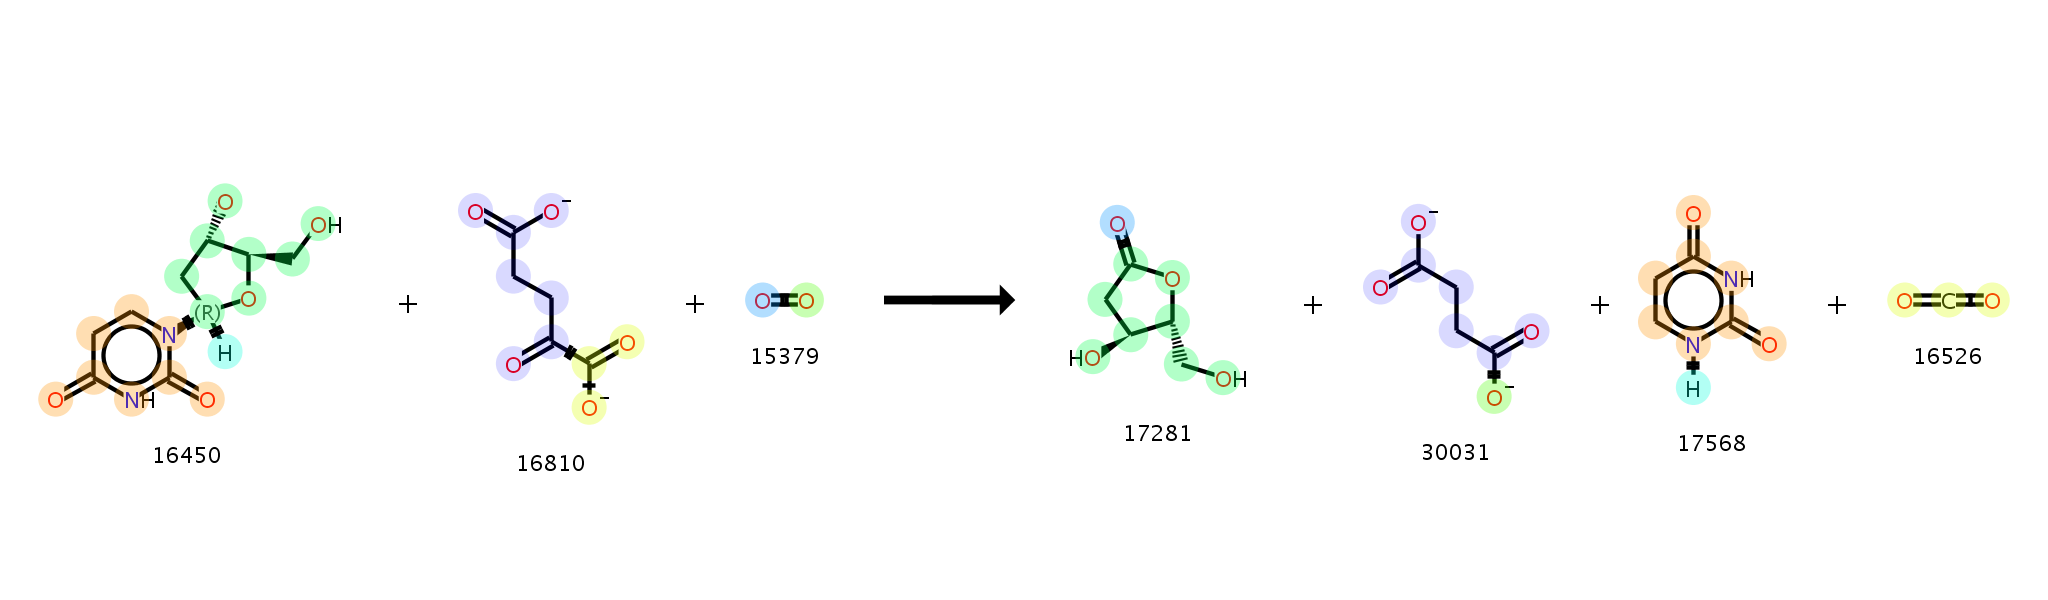 O
OH
O
(R)
N
H
O
NH
O
+
O
O⁻
O
O
O⁻
+
O O
O
O
HO
OH
+
O⁻
O
O
O⁻
+
O
NH
N
O
H
+
O C O
16450
16810
15379
17281
30031
17568
16526